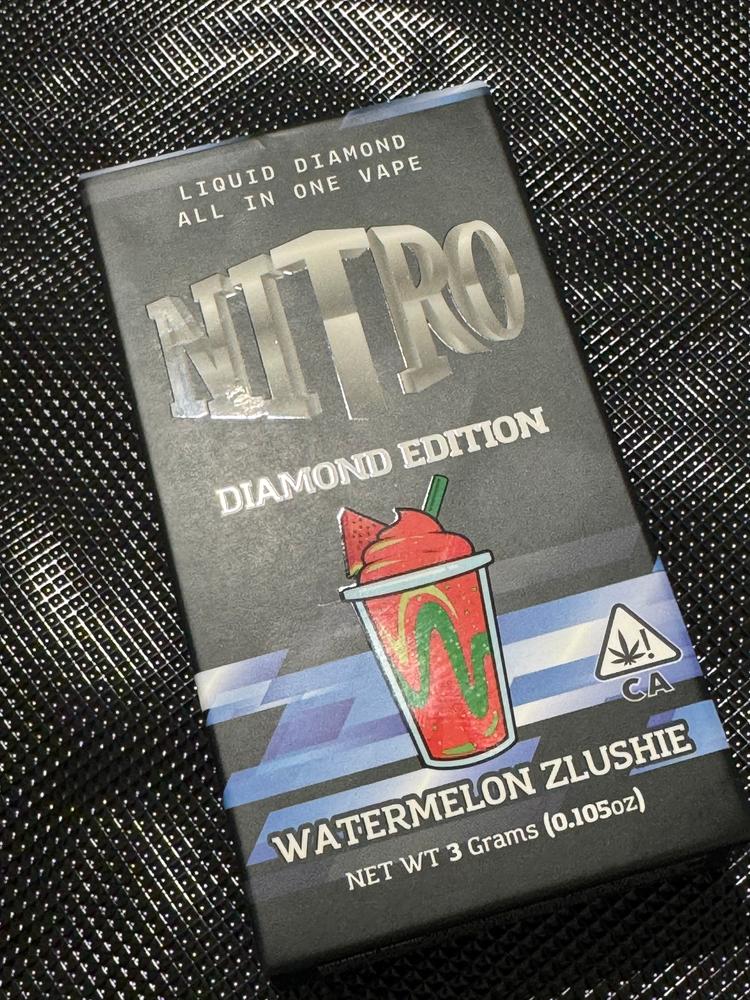 LIQUID DIAMOND
ALL IN ONE VAPE
NITRO
DIAMOND EDITION
!
CA
WATERMELON ZLUSHIE
NET WT 3 Grams (0.105oz)